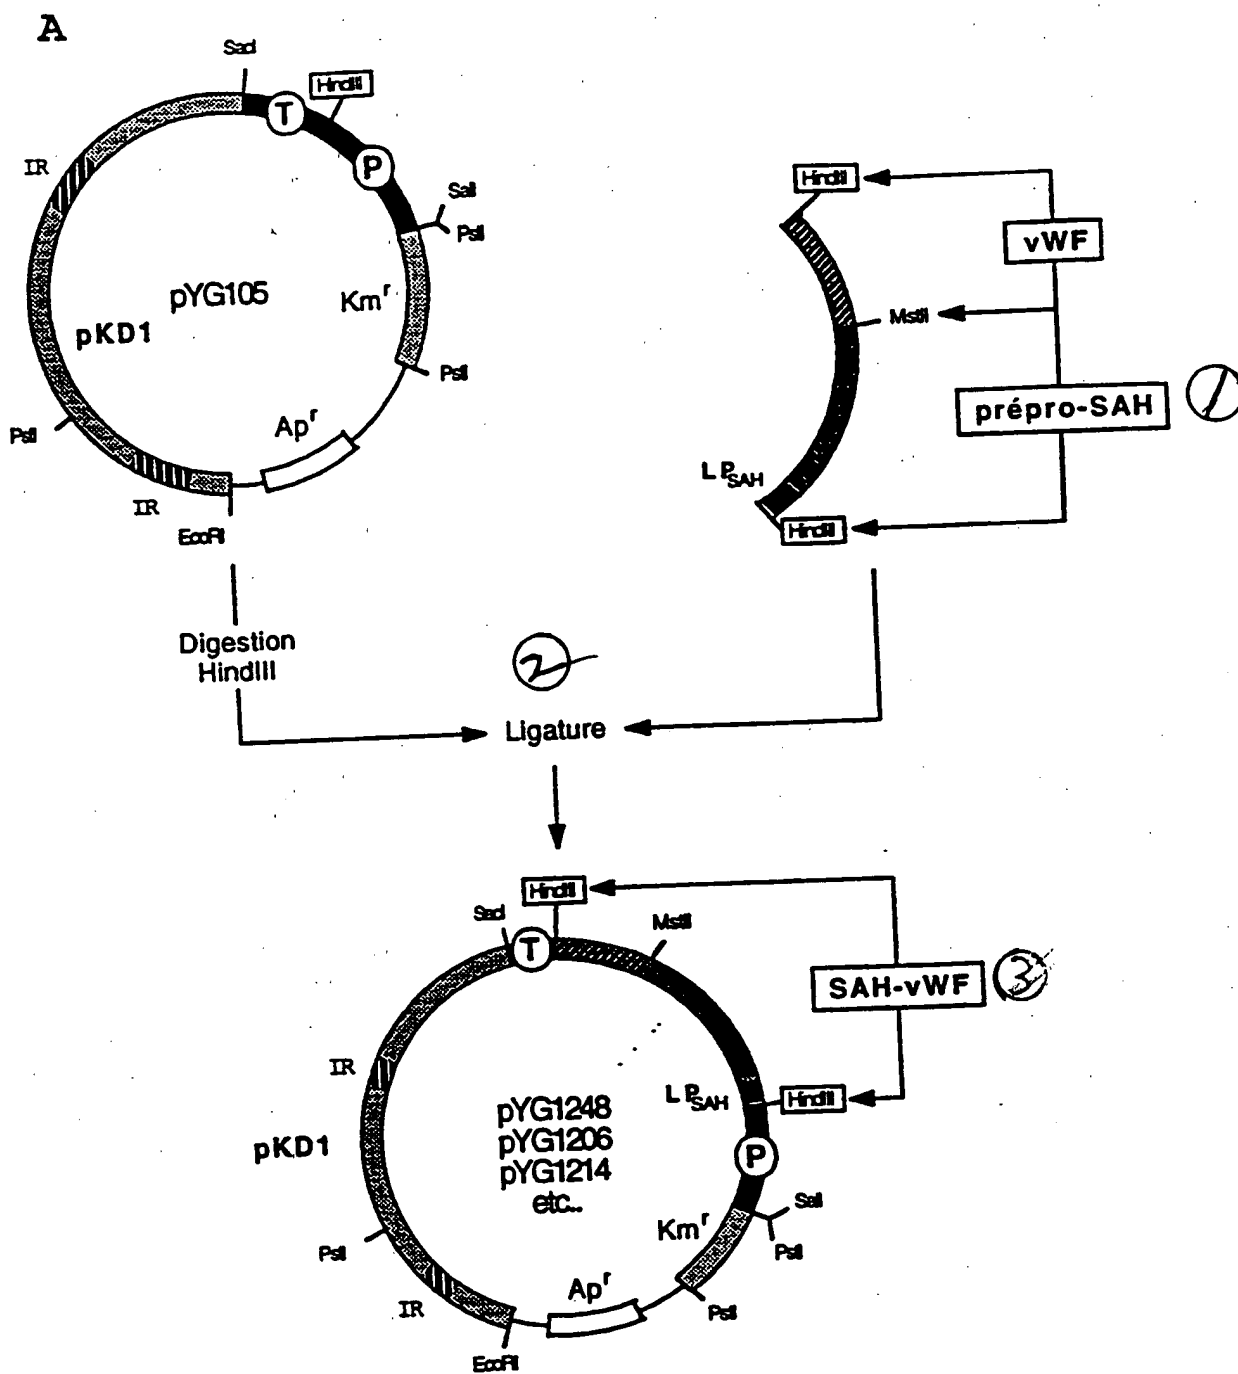 A
SacI
HindIII
T
P
IR
SalI
PstI
pYG105
pKD1
Km^r
PstI
PstI
Ap^r
IR
EcoRI
HindIII
vWF
MstII
prépro-SAH
1
LP_SAH
HindIII
Digestion
HindIII
2
Ligature
HindIII
SacI
T
MstII
SAH-vWF
3
IR
LP_SAH
HindIII
pKD1
pYG1248
pYG1206
pYG1214
etc..
P
SalI
PstI
Km^r
PstI
IR
Ap^r
PstI
EcoRI